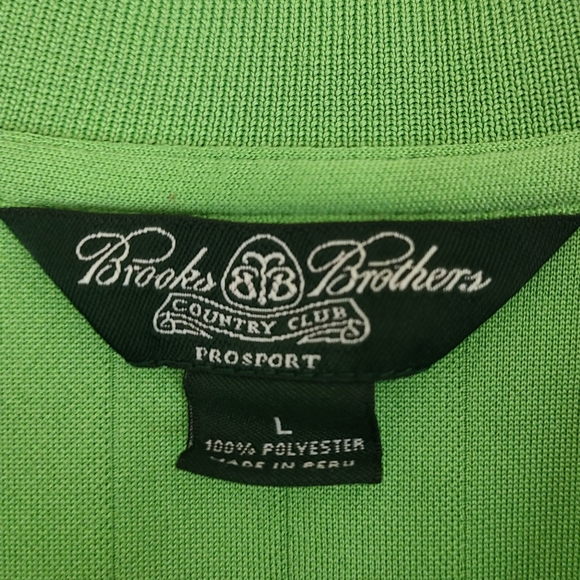 Brooks BB Brothers
COUNTRY CLUB
PROSPORT
L
100% POLYESTER
MADE IN PERU